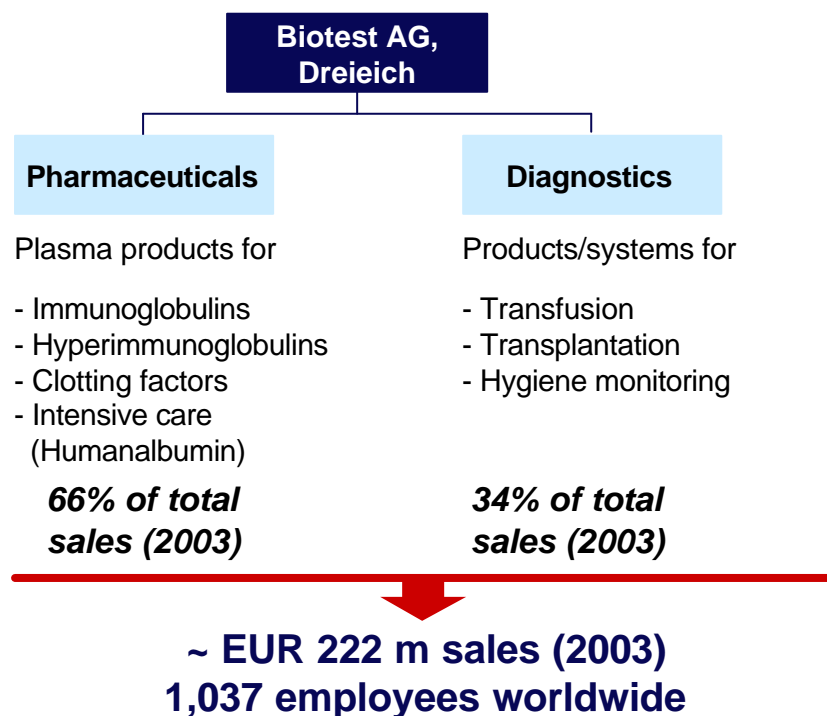 Biotest AG,
Dreieich
Pharmaceuticals
Plasma products for
- Immunoglobulins
- Hyperimmunoglobulins
- Clotting factors
- Intensive care
(Humanalbumin)
66% of total
sales (2003)
Diagnostics
Products/systems for
- Transfusion
- Transplantation
- Hygiene monitoring
34% of total
sales (2003)
~ EUR 222 m sales (2003)
1,037 employees worldwide